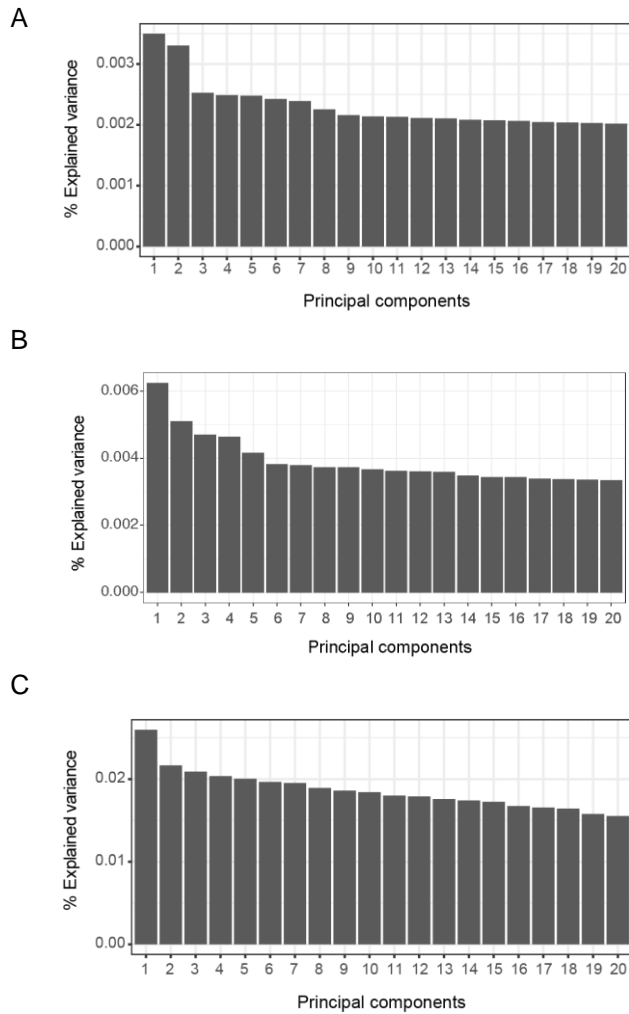 A
% Explained variance
0.003
0.002
0.001
0.000
1 2 3 4 5 6 7 8 9 10 11 12 13 14 15 16 17 18 19 20
Principal components
B
% Explained variance
0.006
0.004
0.002
0.000
1 2 3 4 5 6 7 8 9 10 11 12 13 14 15 16 17 18 19 20
Principal components
C
% Explained variance
0.02
0.01
0.00
1 2 3 4 5 6 7 8 9 10 11 12 13 14 15 16 17 18 19 20
Principal components